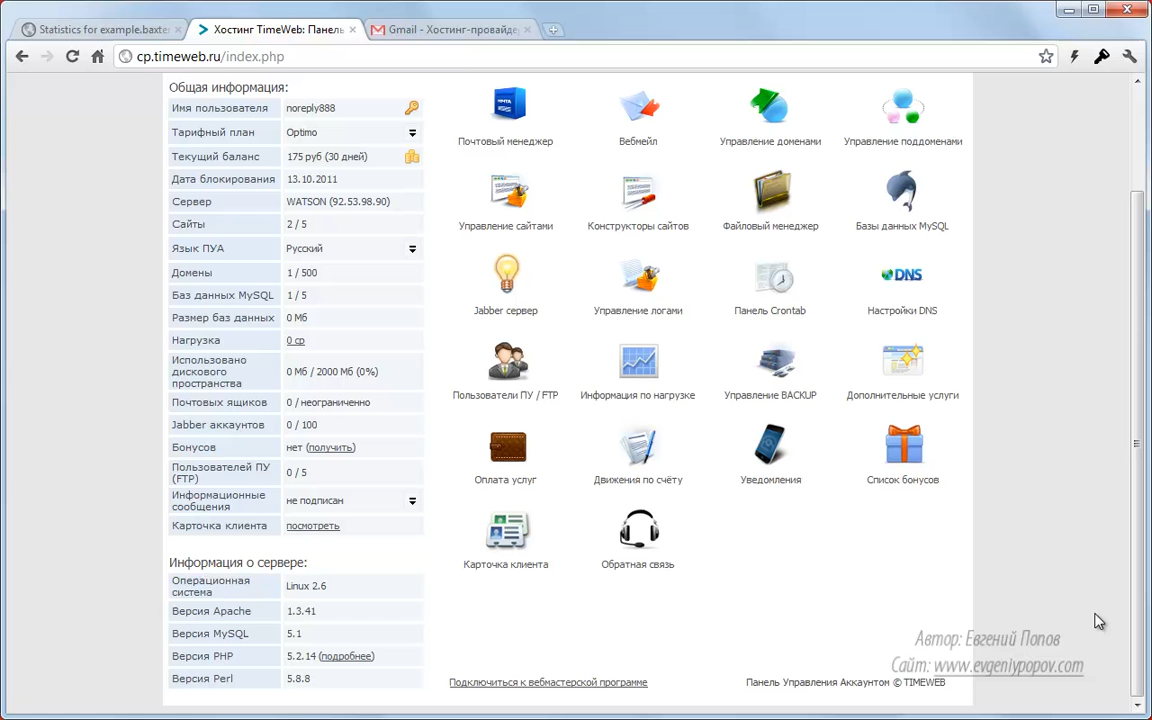 Statistics for example.baxter
Хостинг TimeWeb: Панель
Gmail - Хостинг-провайдер
cp.timeweb.ru/index.php
Общая информация:
Имя пользователя noreply888
Тарифный план Optimo
Текущий баланс 175 руб (30 дней)
Дата блокирования 13.10.2011
Сервер WATSON (92.53.98.90)
Сайты 2 / 5
Язык ПУА Русский
Домены 1 / 500
Баз данных MySQL 1 / 5
Размер баз данных 0 Мб
Нагрузка 0 cp
Использовано
дискового
пространства
0 Мб / 2000 Мб (0%)
Почтовых ящиков 0 / неограниченно
Jabber аккаунтов 0 / 100
Бонусов нет (получить)
Пользователей ПУ
(FTP)
0 / 5
Информационные
сообщения
не подписан
Карточка клиента посмотреть
Информация о сервере:
Операционная
система
Linux 2.6
Версия Apache 1.3.41
Версия MySQL 5.1
Версия PHP 5.2.14 (подробнее)
Версия Perl 5.8.8
Почтовый менеджер Вебмейл Управление доменами Управление поддоменами
Управление сайтами Конструкторы сайтов Файловый менеджер Базы данных MySQL
DNS
Jabber сервер Управление логами Панель Crontab Настройки DNS
Пользователи ПУ / FTP Информация по нагрузке Управление BACKUP Дополнительные услуги
Оплата услуг Движения по счёту Уведомления Список бонусов
Карточка клиента Обратная связь
Автор: Евгений Попов
Сайт: www.evgeniypopov.com
Подключиться к вебмастерской программе Панель Управления Аккаунтом © TIMEWEB